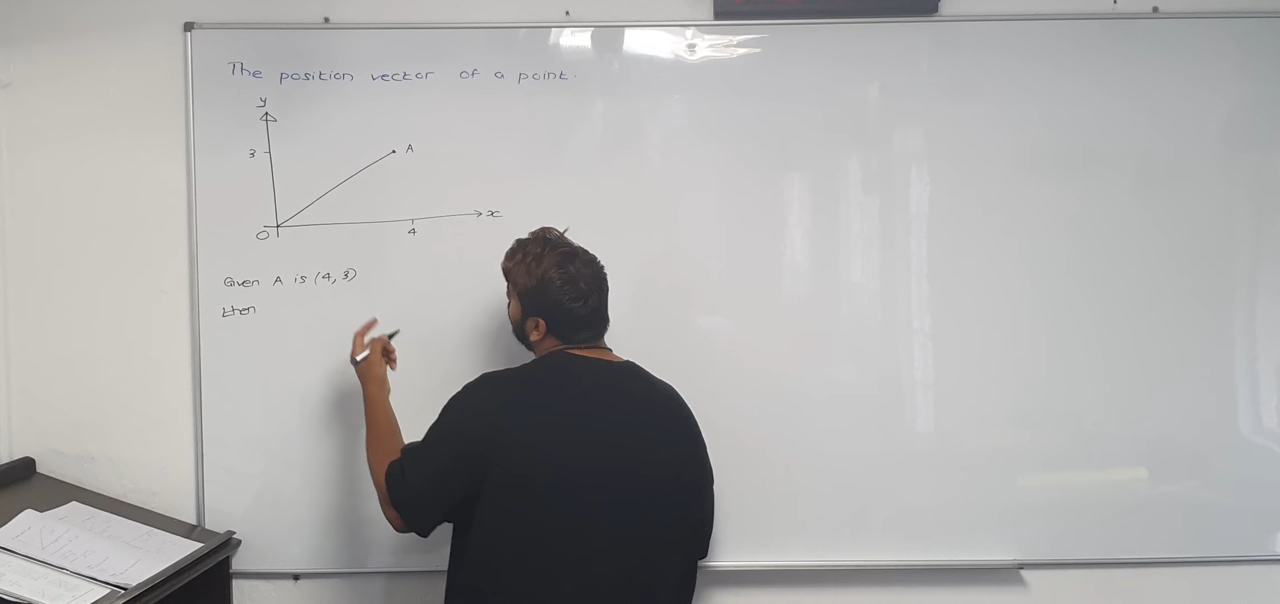 The position vector of a point.
y
3
A
x
O
4
Given A is (4, 3)
then